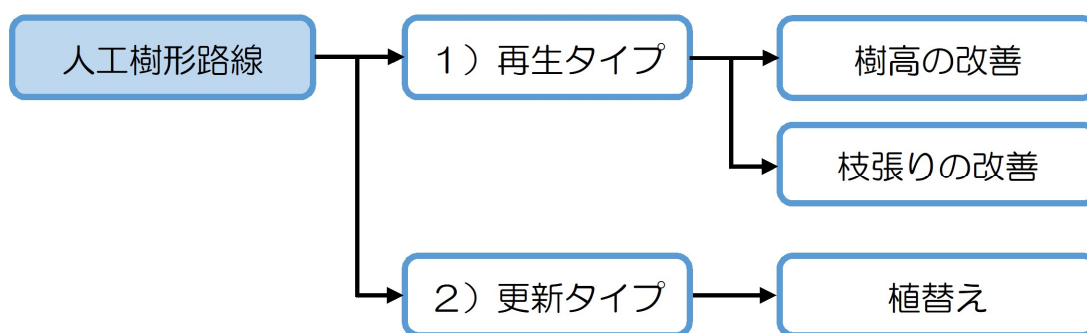 人工樹形路線
1）再生タイプ
樹高の改善
枝張りの改善
2）更新タイプ
植替え